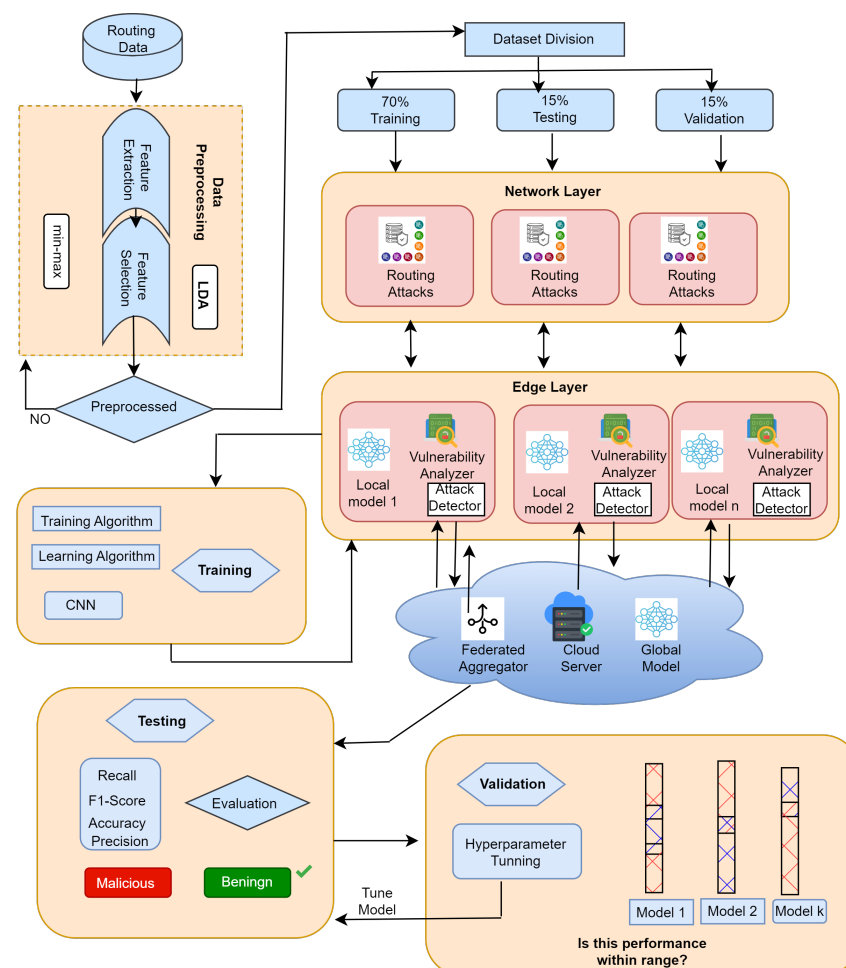 Routing
Data
Dataset Division
70%
Training
15%
Testing
15%
Validation
Feature
Extraction
Data
Preprocessing
min-max
Feature
Selection
LDA
Preprocessed
NO
Network Layer
Routing
Attacks
Routing
Attacks
Routing
Attacks
Edge Layer
Local
model 1
Vulnerability
Analyzer
Attack
Detector
Local
model 2
Vulnerability
Analyzer
Attack
Detector
Local
model n
Vulnerability
Analyzer
Attack
Detector
Training Algorithm
Learning Algorithm
CNN
Training
Federated
Aggregator
Cloud
Server
Global
Model
Testing
Recall
F1-Score
Accuracy
Precision
Evaluation
Malicious
Beningn
Tune
Model
Validation
Hyperparameter
Tunning
Model 1
Model 2
Model k
Is this performance
within range?